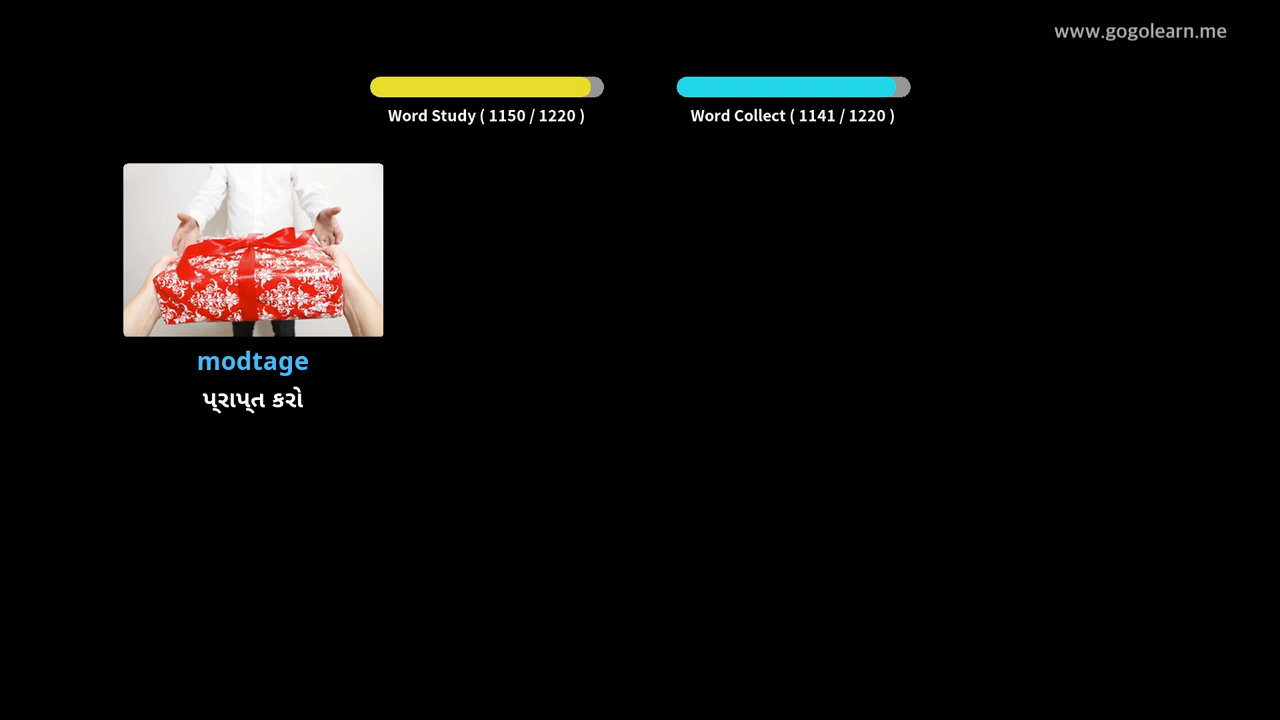 www.gogolearn.me
Word Study ( 1150 / 1220 )
Word Collect ( 1141 / 1220 )
modtage
પ્રાપ્ત કરો